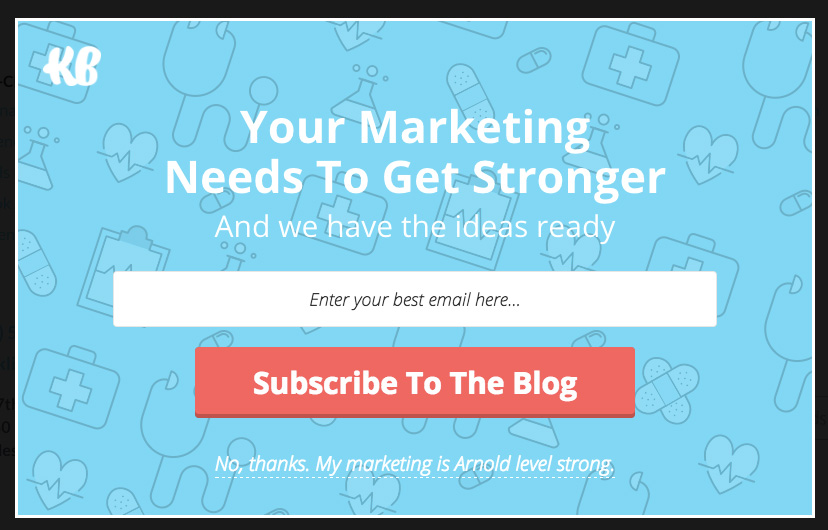 KB
Your Marketing
Needs To Get Stronger
And we have the ideas ready
Enter your best email here...
Subscribe To The Blog
No, thanks. My marketing is Arnold level strong.